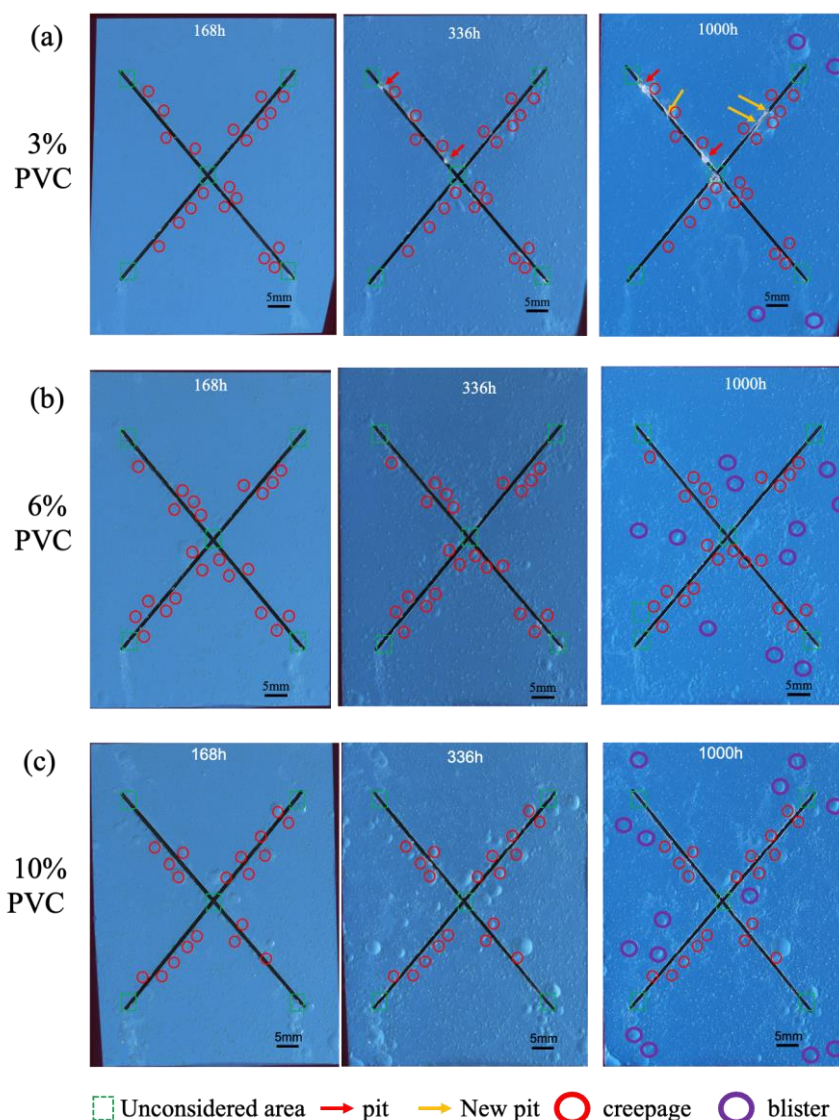 (a)
168h
336h
1000h
3%
PVC
5mm
5mm
5mm
(b)
168h
336h
1000h
6%
PVC
5mm
5mm
5mm
(c)
168h
336h
1000h
10%
PVC
5mm
5mm
5mm
Unconsidered area pit New pit creepage blister